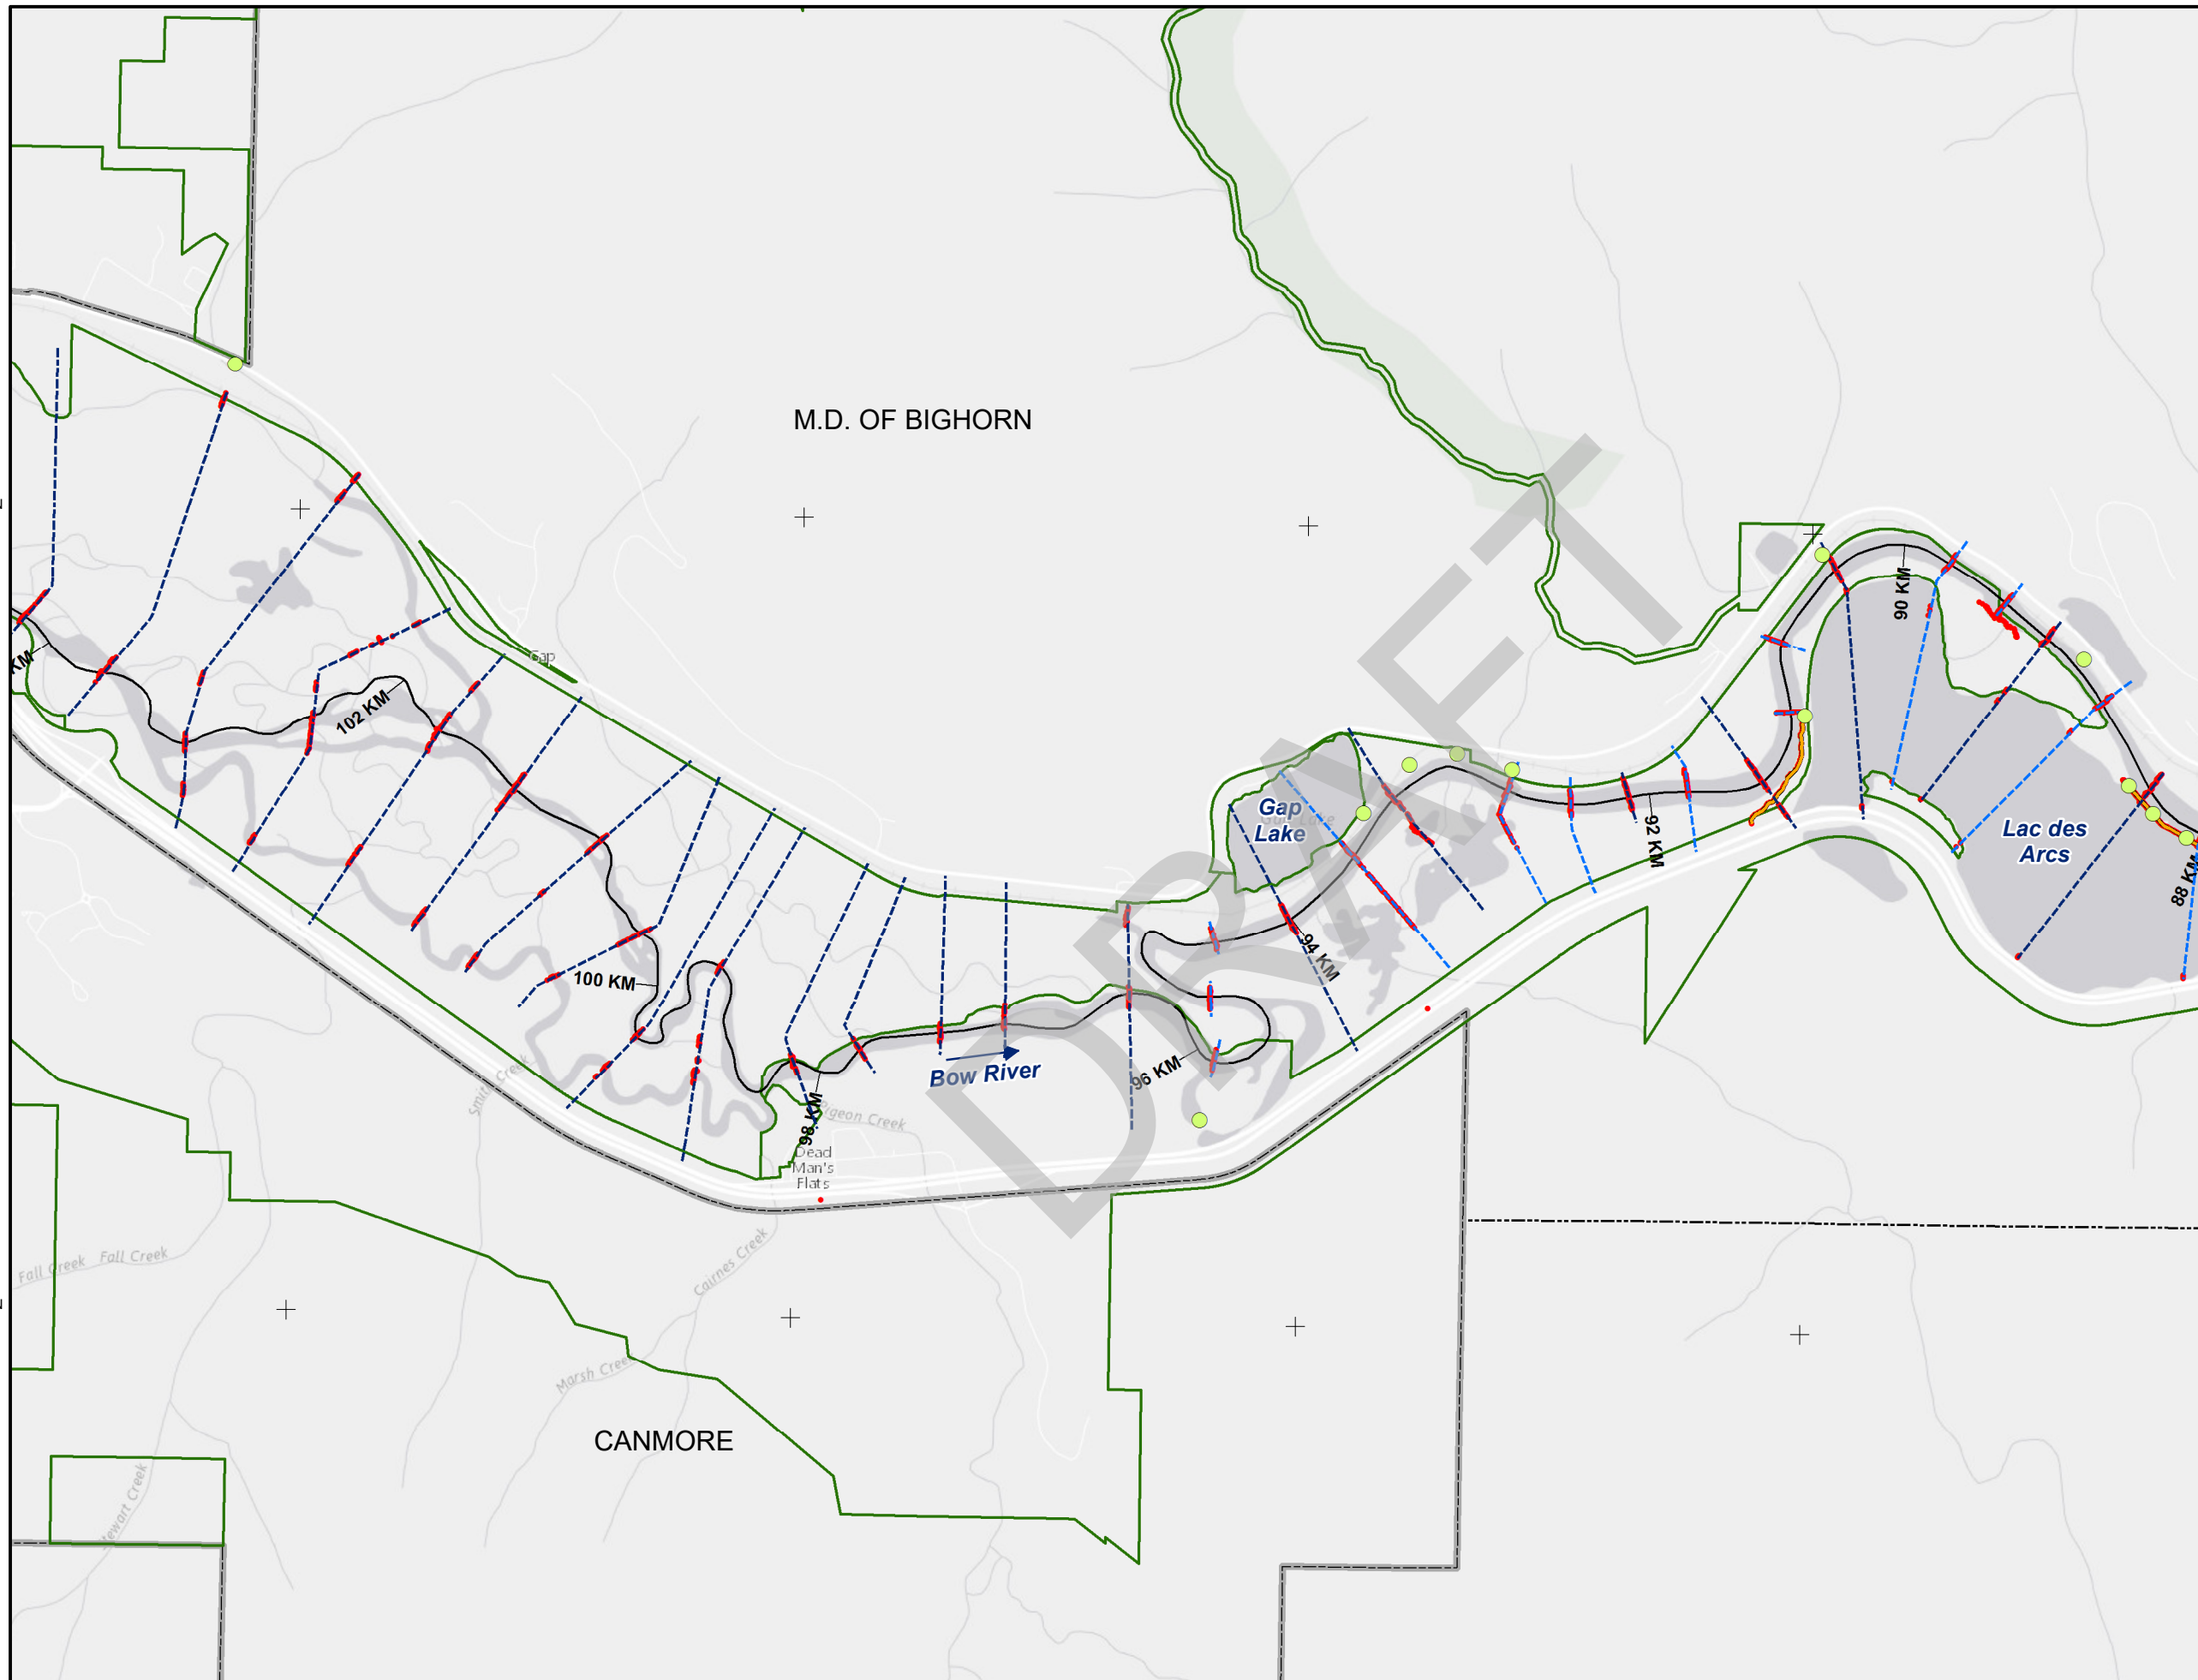 M.D. OF BIGHORN
90 KM
Gap
KM
102 KM
Gap
Lake
92 KM
Lac des
Arcs
88 KM
94 KM
100 KM
Bow River
96 KM
Smith Creek
98 KM
Pigeon Creek
Dead
Man's
Flats
Fall Creek
Fall Creek
Cairnes Creek
Marsh Creek
CANMORE
Stewart Creek
DRAFT